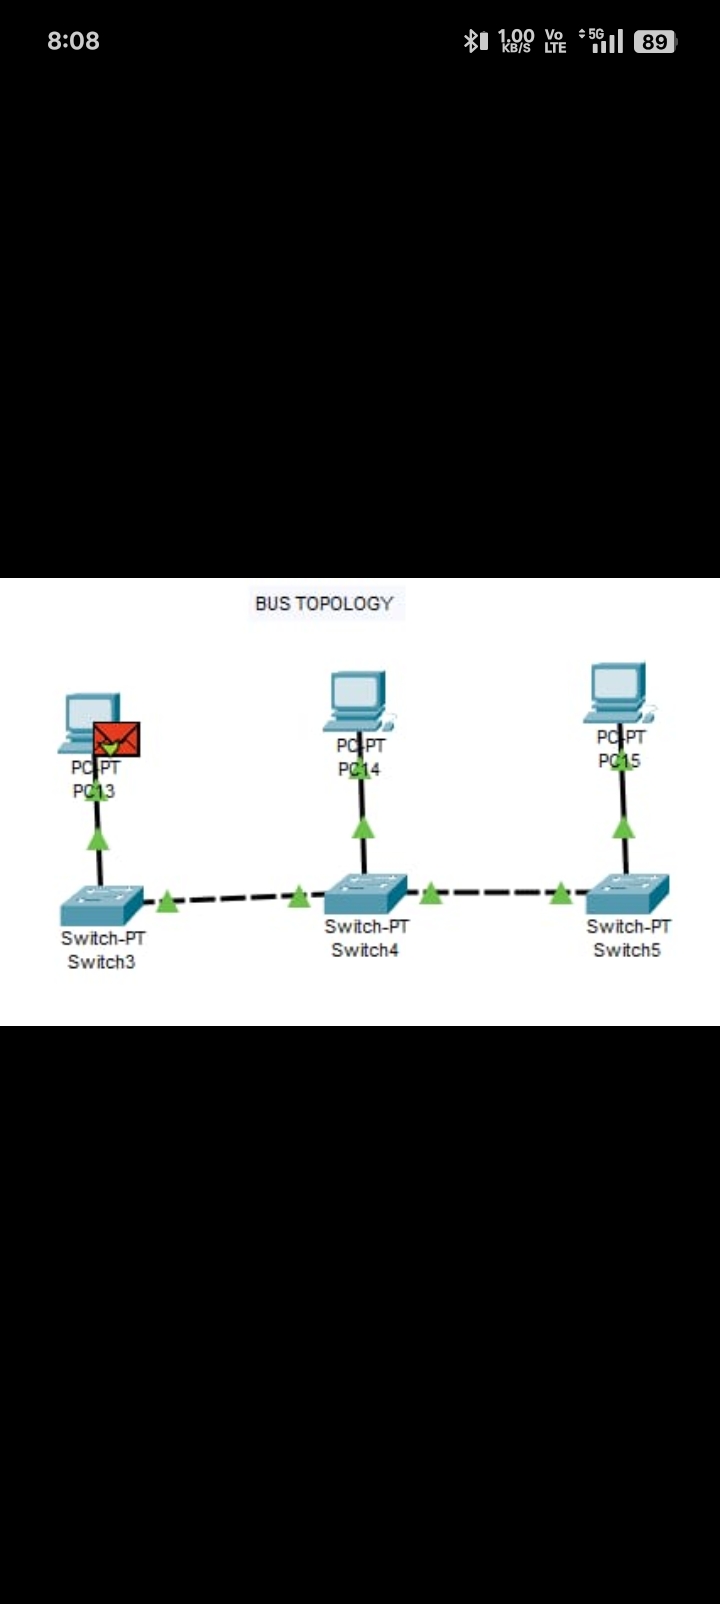 8:08
1.00 KB/S
Vo LTE
5G
89
BUS TOPOLOGY
PC-PT
PC13
PC-PT
PC14
PC-PT
PC15
Switch-PT
Switch3
Switch-PT
Switch4
Switch-PT
Switch5